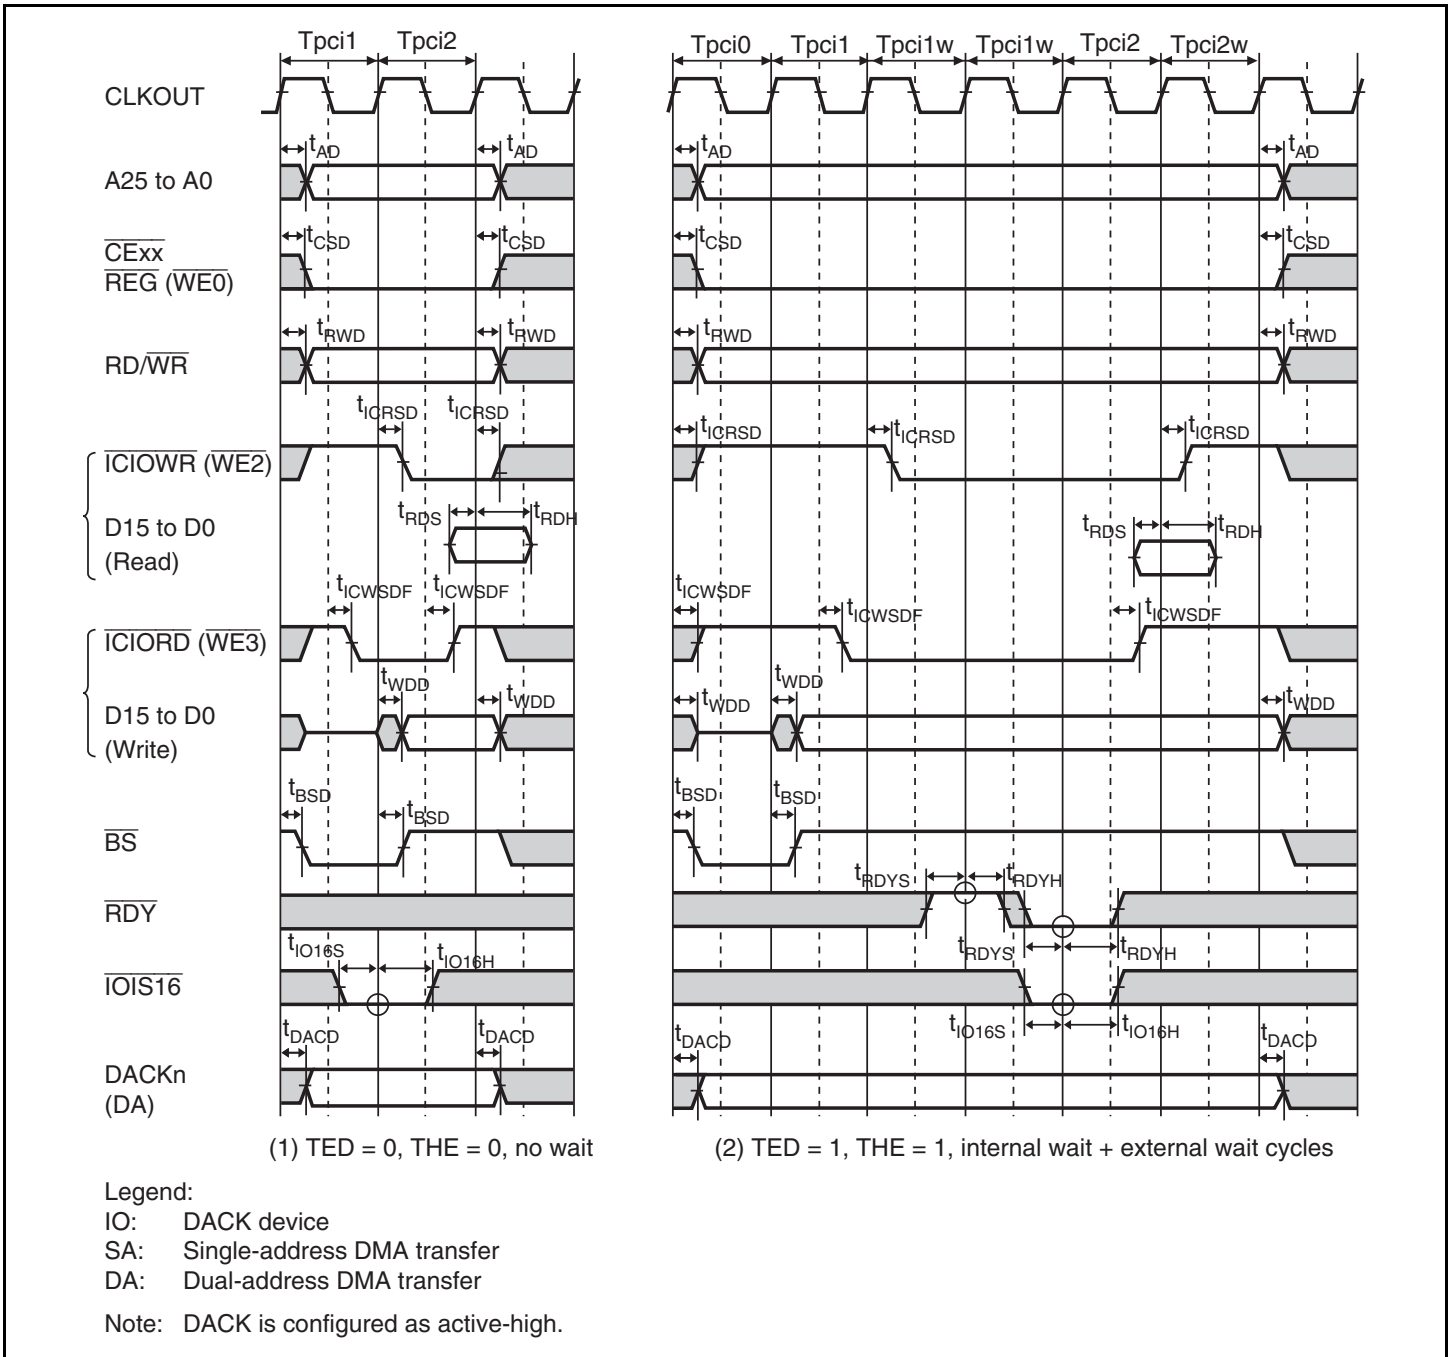 Tpci1 Tpci2 Tpci0 Tpci1 Tpci1w Tpci1w Tpci2 Tpci2w
CLKOUT
tAD tAD tAD tAD
A25 to A0
tCSD tCSD tCSD tCSD
CExx
REG (WE0)
tRWD tRWD tRWD tRWD
RD/WR
tICRSD tICRSD tICRSD tICRSD tICRSD
ICIOWR (WE2)
tRDS tRDH tRDS tRDH
D15 to D0
(Read)
tICWSDF tICWSDF tICWSDF tICWSDF tICWSDF
ICIORD (WE3)
tWDD tWDD tWDD tWDD tWDD
D15 to D0
(Write)
tBSD tBSD tBSD tBSD
BS
tRDYS tRDYH
RDY
tIO16S tIO16H tRDYS tRDYH
IOIS16
tIO16S tIO16H
tDACD tDACD tDACD tDACD
DACKn
(DA)
(1) TED = 0, THE = 0, no wait (2) TED = 1, THE = 1, internal wait + external wait cycles
Legend:
IO: DACK device
SA: Single-address DMA transfer
DA: Dual-address DMA transfer
Note: DACK is configured as active-high.